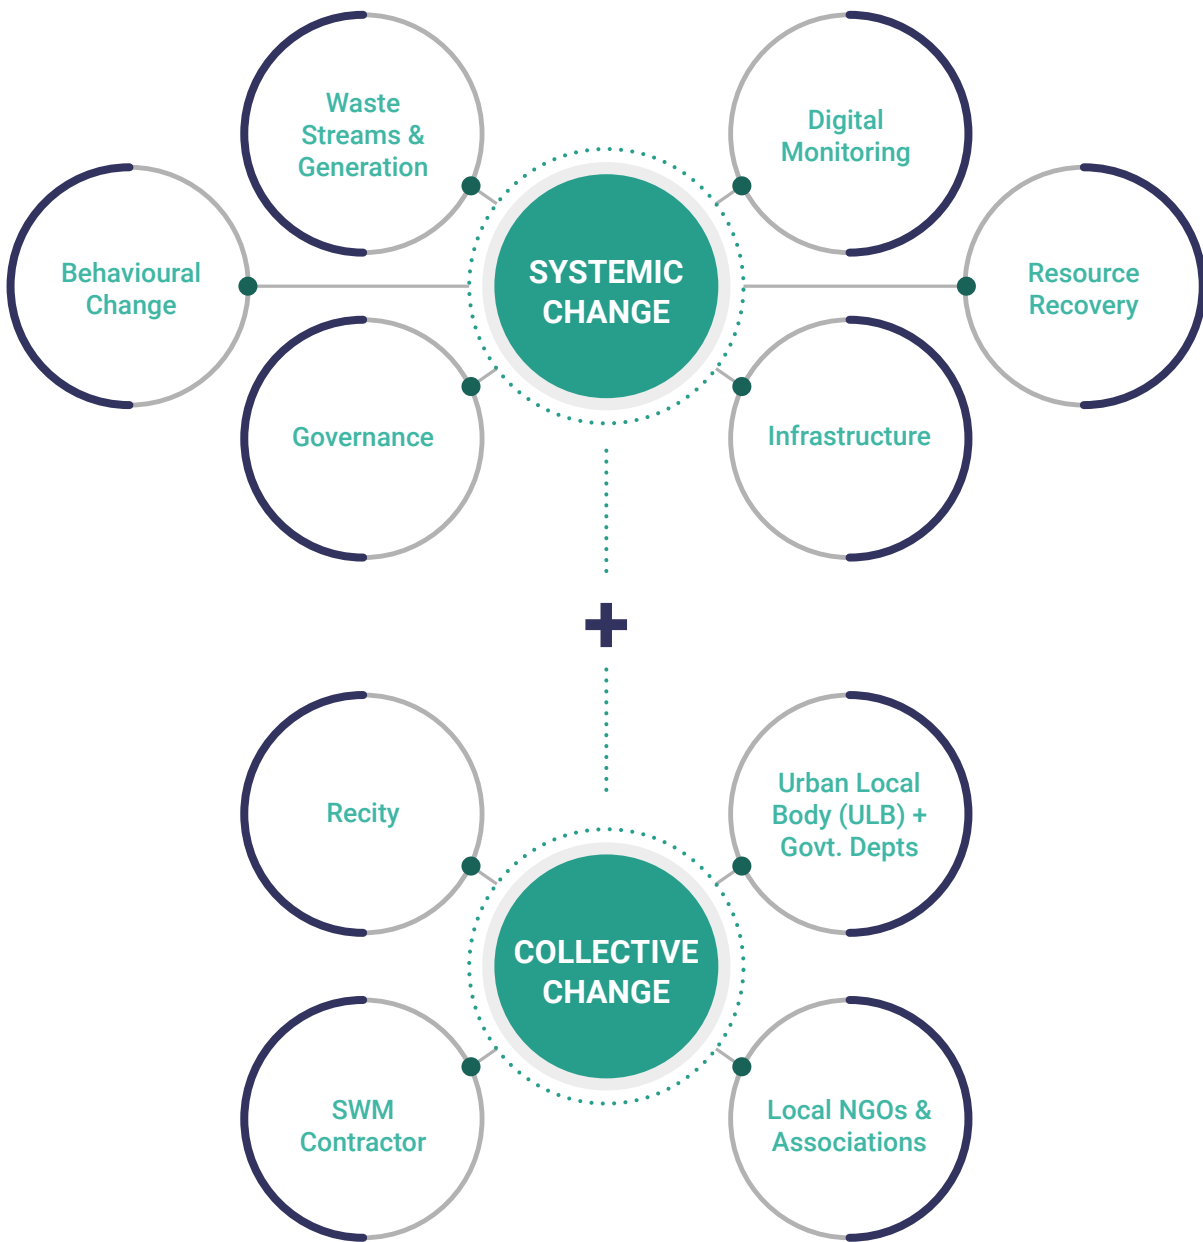 Waste
Streams &
Generation
Digital
Monitoring
Behavioural
Change
SYSTEMIC
CHANGE
Resource
Recovery
Governance
Infrastructure
+
Recity
Urban Local
Body (ULB) +
Govt. Depts
COLLECTIVE
CHANGE
SWM
Contractor
Local NGOs &
Associations